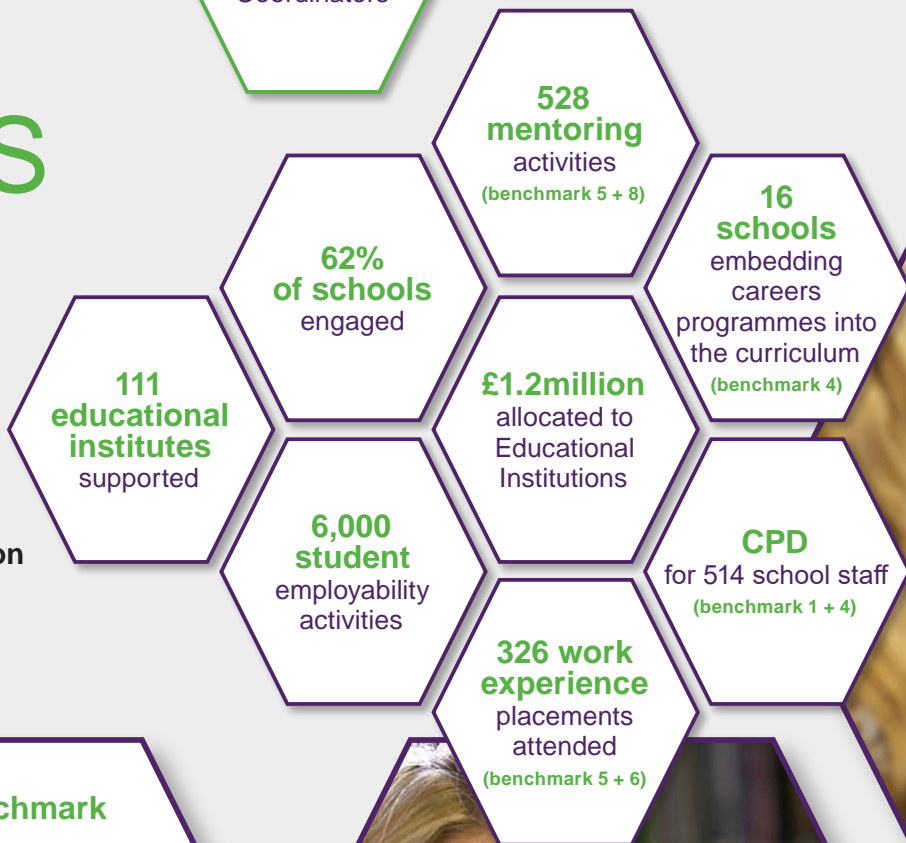 Coordinators
s
528
mentoring
activities
(benchmark 5 + 8)
16
schools
embedding
careers
programmes into
the curriculum
(benchmark 4)
62%
of schools
engaged
111
educational
institutes
supported
£1.2million
allocated to
Educational
Institutions
6,000
student
employability
activities
on
CPD
for 514 school staff
(benchmark 1 + 4)
326 work
experience
placements
attended
(benchmark 5 + 6)
chmark